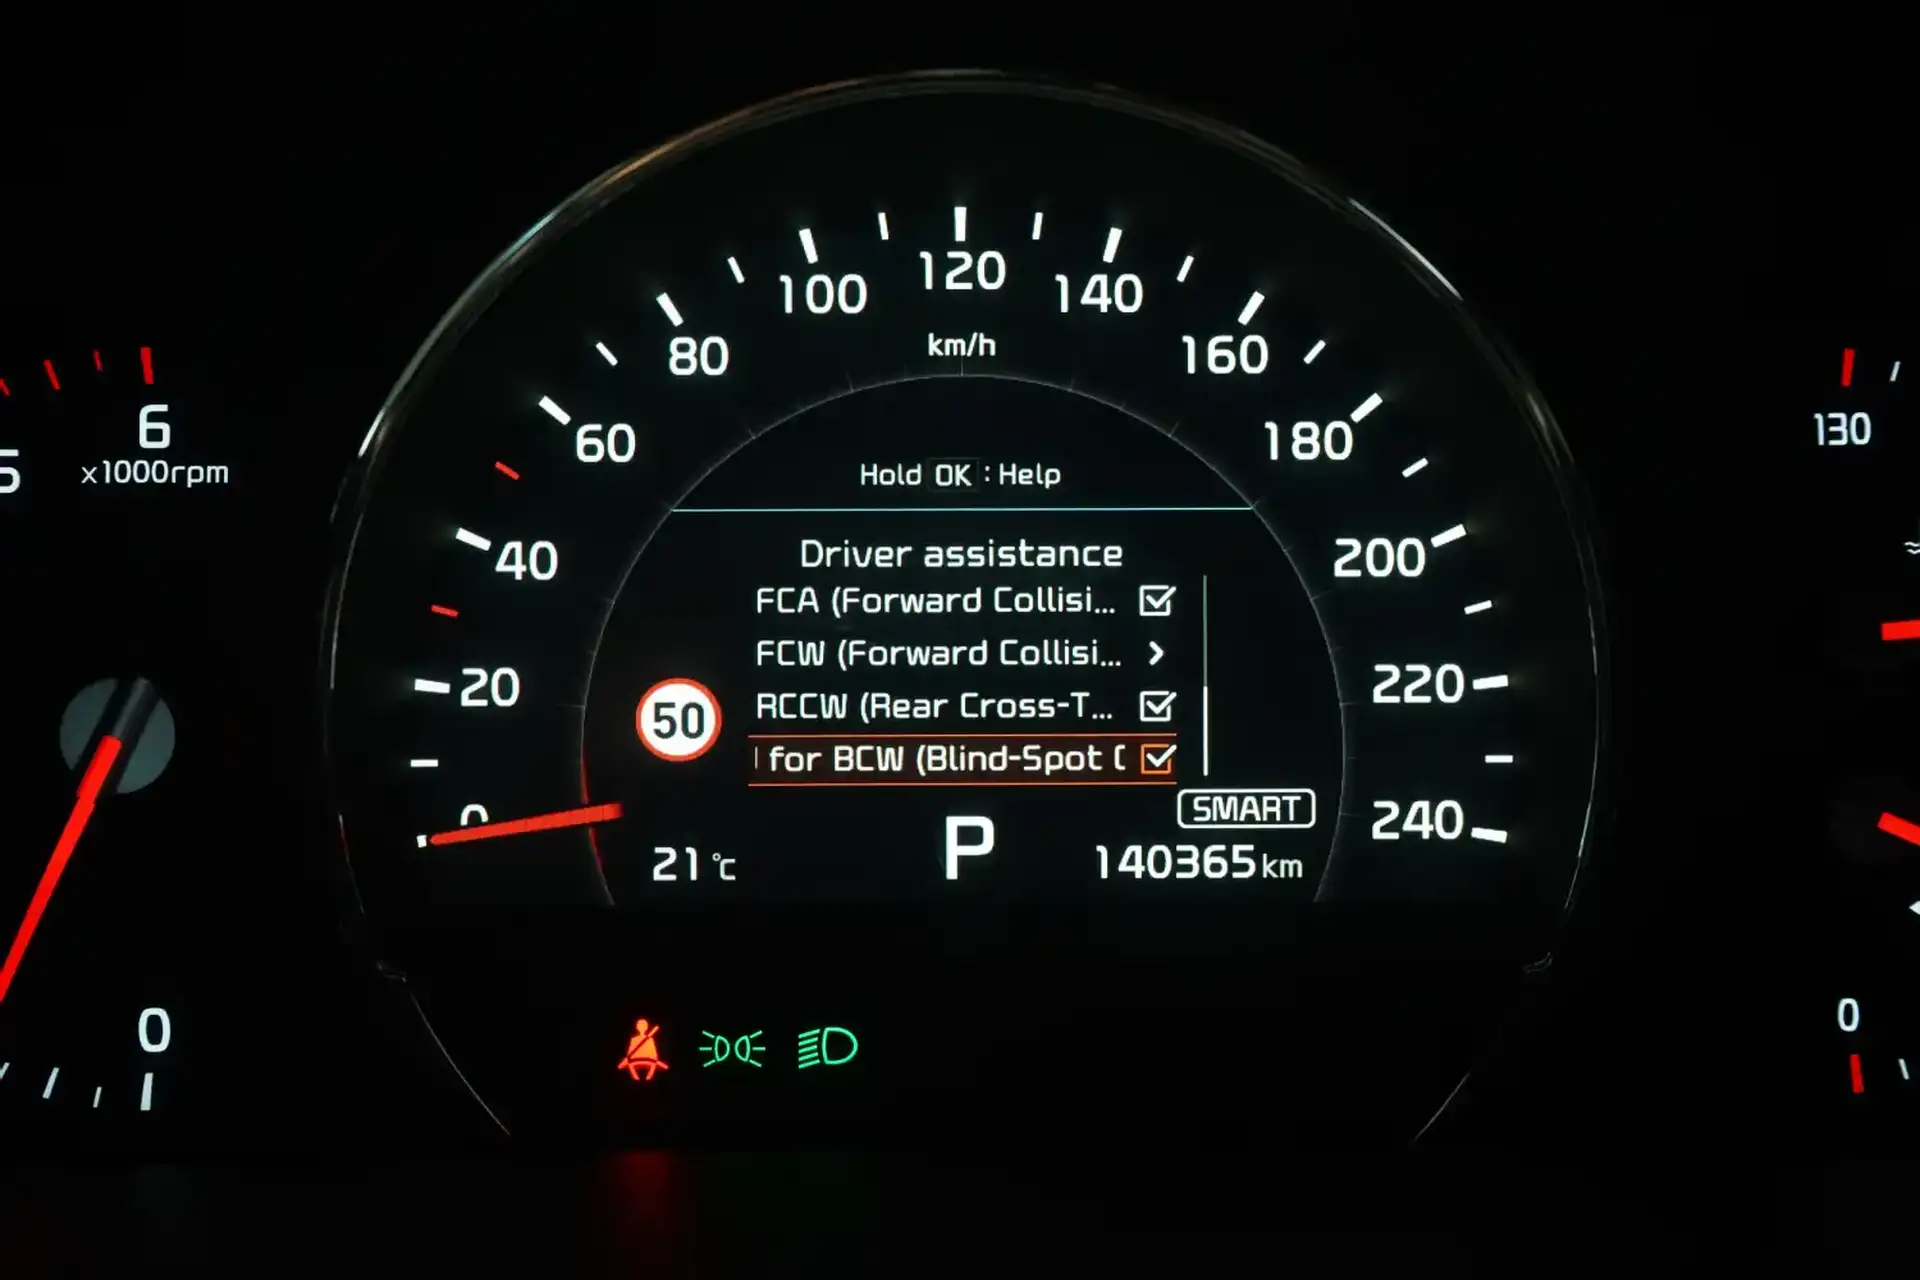 120
100
140
80
km/h
160
6
x1000rpm
5
60
180
130
Hold OK : Help
40
Driver assistance
200
FCA (Forward Collisi...
FCW (Forward Collisi...
20
RCCW (Rear Cross-T...
220
50
for BCW (Blind-Spot
0
SMART
240
21 °C
P
140365 km
0
0